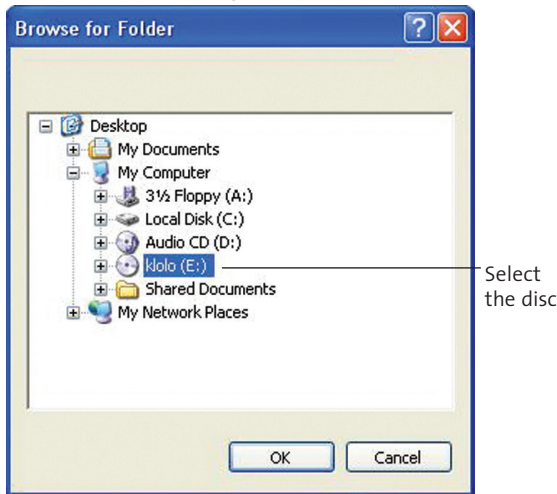 Browse for Folder
Desktop
My Documents
My Computer
3½ Floppy (A:)
Local Disk (C:)
Audio CD (D:)
klolo (E:)
Select
the disc
Shared Documents
My Network Places
OK Cancel